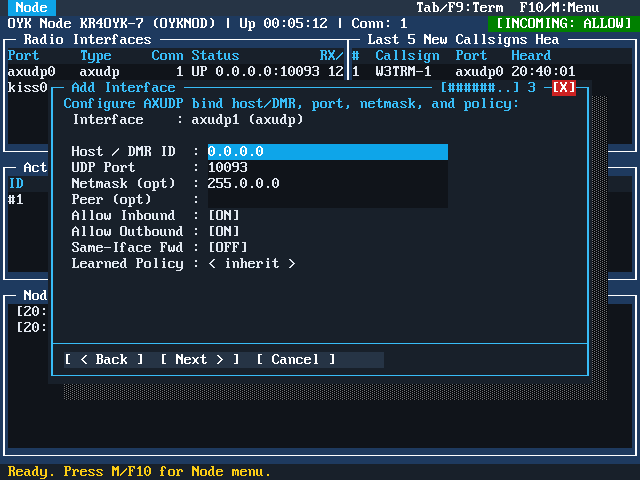 Node Tab/F9:Term F10/M:Menu
OYK Node KR4OYK-7 (OYKNOD) | Up 00:05:12 | Conn: 1 [INCOMING: ALLOW]
Radio Interfaces Last 5 New Callsigns Hea
Port Type Conn Status RX/ # Callsign Port Heard
axudp0 axudp 1 UP 0.0.0.0:10093 12 1 W3TRM-1 axudp0 20:40:01
kiss0
Add Interface [######..] 3 [X]
Configure AXUDP bind host/DMR, port, netmask, and policy:
Interface : axudp1 (axudp)
Host / DMR ID : 0.0.0.0
UDP Port : 10093
Netmask (opt) : 255.0.0.0
Peer (opt) :
Allow Inbound : [ON]
Allow Outbound : [ON]
Same-Iface Fwd : [OFF]
Learned Policy : < inherit >
[ < Back ] [ Next > ] [ Cancel ]
Act
ID
#1
Nod
[20:
[20:
Ready. Press M/F10 for Node menu.